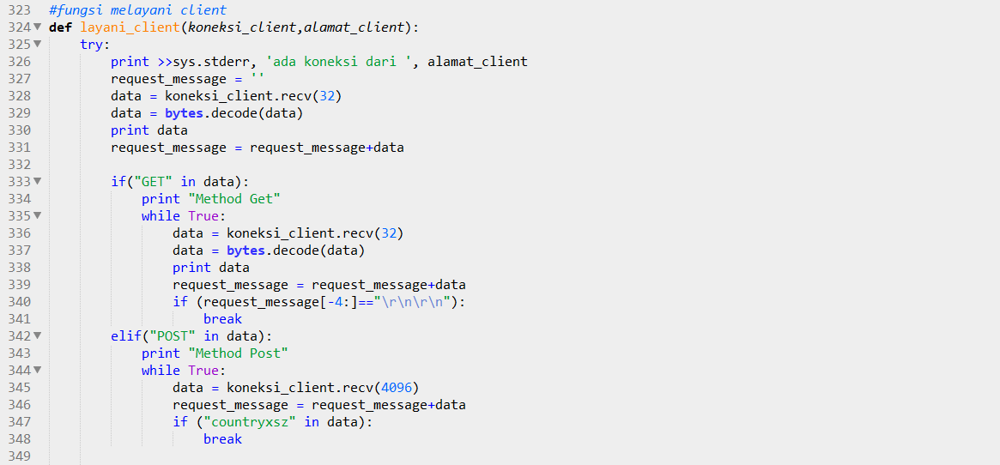 323 #fungsi melayani client
324 def layani_client(koneksi_client,alamat_client):
325     try:
326         print >>sys.stderr, 'ada koneksi dari ', alamat_client
327         request_message = ''
328         data = koneksi_client.recv(32)
329         data = bytes.decode(data)
330         print data
331         request_message = request_message+data
332
333         if("GET" in data):
334             print "Method Get"
335             while True:
336                 data = koneksi_client.recv(32)
337                 data = bytes.decode(data)
338                 print data
339                 request_message = request_message+data
340                 if (request_message[-4:]=="\r\n\r\n"):
341                     break
342         elif("POST" in data):
343             print "Method Post"
344             while True:
345                 data = koneksi_client.recv(4096)
346                 request_message = request_message+data
347                 if ("countryxsz" in data):
348                     break
349